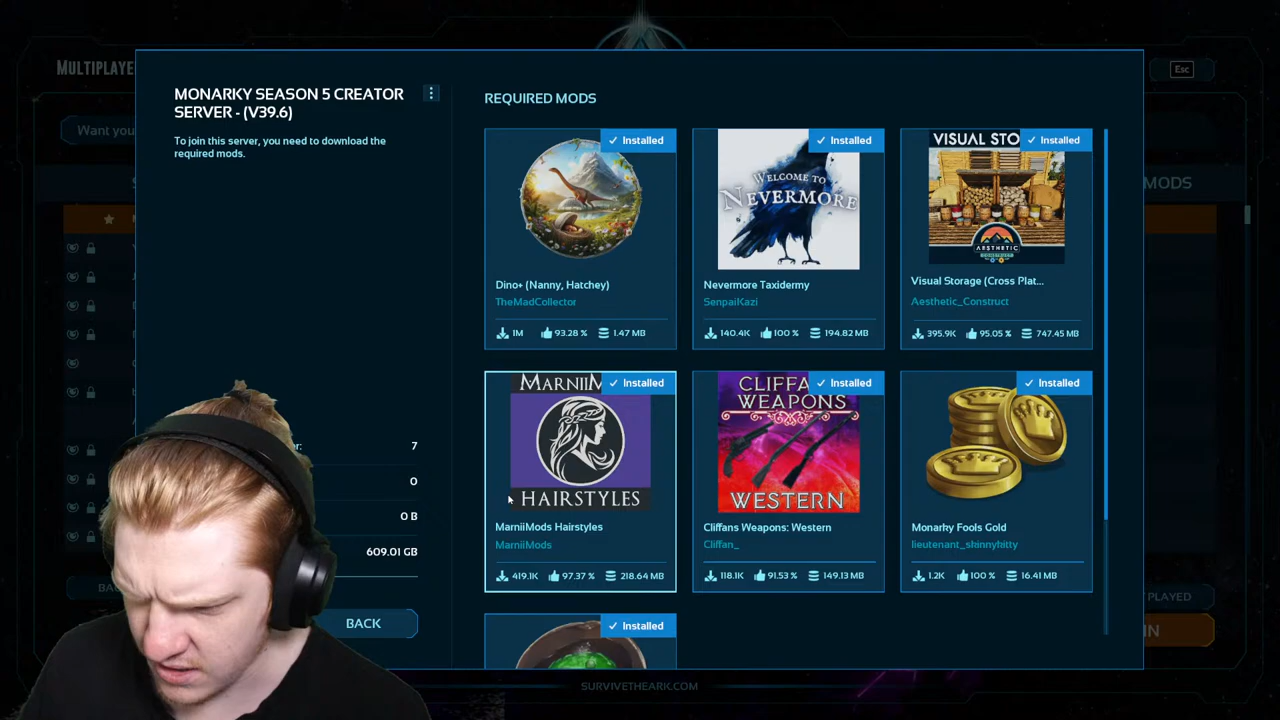 MULTIPLAYE
Esc
Want you
MODS
MONARKY SEASON 5 CREATOR
SERVER - (V39.6)
To join this server, you need to download the
required mods.
7
0
0 B
609.01 GB
BACK
REQUIRED MODS
Installed
Dino+ (Nanny, Hatchey)
TheMadCollector
1M 93.28 % 1.47 MB
Installed
WELCOME TO
NEVERMORE
Nevermore Taxidermy
SenpaiKazi
140.4K 100 % 194.82 MB
Installed
VISUAL STO
AESTHETIC
CONSTRUCT
Visual Storage (Cross Plat...
Aesthetic_Construct
395.9K 95.05 % 747.45 MB
Installed
MARNIIM
HAIRSTYLES
MarniiMods Hairstyles
MarniiMods
419.1K 97.37 % 218.64 MB
Installed
CLIFFA
WEAPONS
WESTERN
Cliffans Weapons: Western
Cliffan_
118.1K 91.53 % 149.13 MB
Installed
Monarky Fools Gold
lieutenant_skinnykitty
1.2K 100 % 16.41 MB
Installed
PLAYED
IN
SURVIVETHEARK.COM